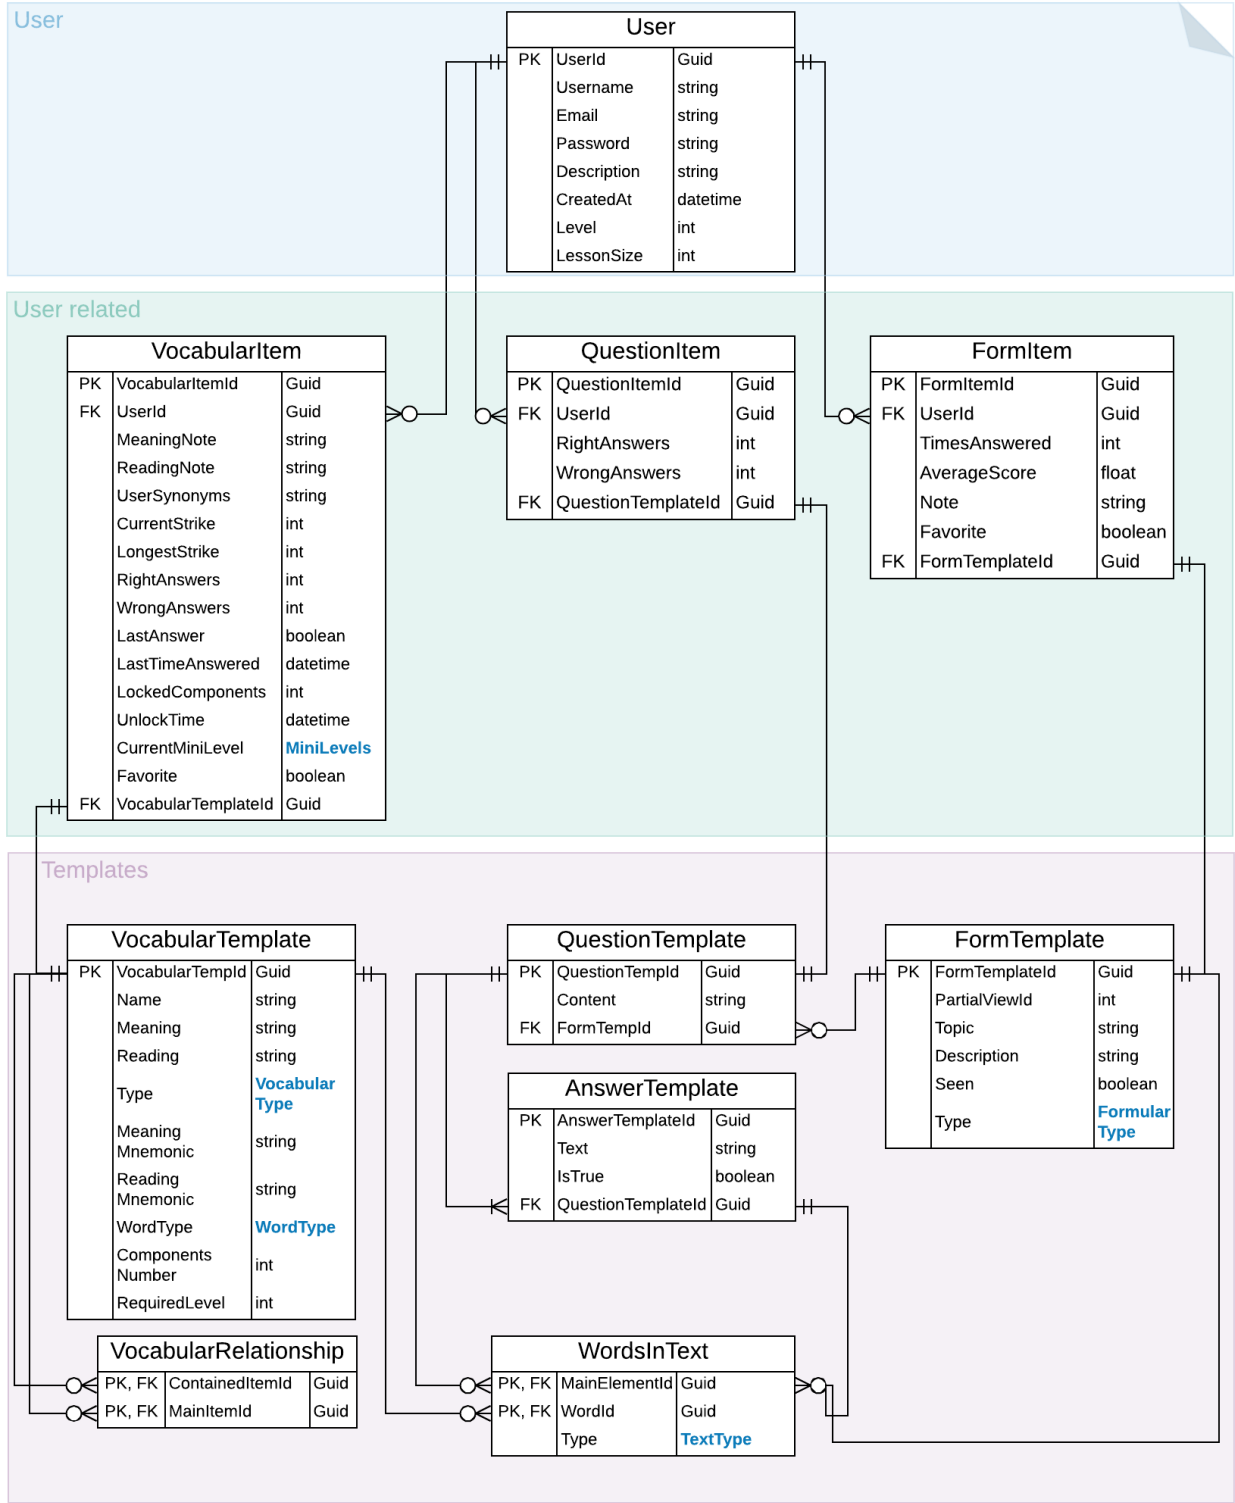 User
User
PK UserId Guid
Username string
Email string
Password string
Description string
CreatedAt datetime
Level int
LessonSize int
User related
VocabularItem
PK VocabularItemId Guid
FK UserId Guid
MeaningNote string
ReadingNote string
UserSynonyms string
CurrentStrike int
LongestStrike int
RightAnswers int
WrongAnswers int
LastAnswer boolean
LastTimeAnswered datetime
LockedComponents int
UnlockTime datetime
CurrentMiniLevel MiniLevels
Favorite boolean
FK VocabularTemplateId Guid
QuestionItem
PK QuestionItemId Guid
FK UserId Guid
RightAnswers int
WrongAnswers int
FK QuestionTemplateId Guid
FormItem
PK FormItemId Guid
FK UserId Guid
TimesAnswered int
AverageScore float
Note string
Favorite boolean
FK FormTemplateId Guid
Templates
VocabularTemplate
PK VocabularTempId Guid
Name string
Meaning string
Reading string
Type Vocabular
Type
Meaning
Mnemonic string
Reading
Mnemonic string
WordType WordType
Components
Number int
RequiredLevel int
VocabularRelationship
PK, FK ContainedItemId Guid
PK, FK MainItemId Guid
QuestionTemplate
PK QuestionTempId Guid
Content string
FK FormTempId Guid
AnswerTemplate
PK AnswerTemplateId Guid
Text string
IsTrue boolean
FK QuestionTemplateId Guid
WordsInText
PK, FK MainElementId Guid
PK, FK WordId Guid
Type TextType
FormTemplate
PK FormTemplateId Guid
PartialViewId int
Topic string
Description string
Seen boolean
Type Formular
Type